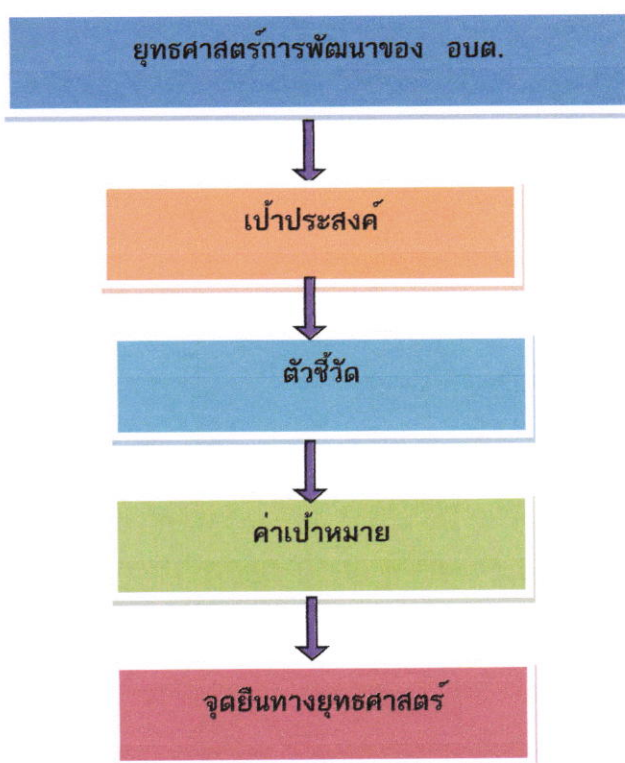 ยุทธศาสตร์การพัฒนาของ อบต.
เป้าประสงค์
ตัวชี้วัด
ค่าเป้าหมาย
จุดยืนทางยุทธศาสตร์